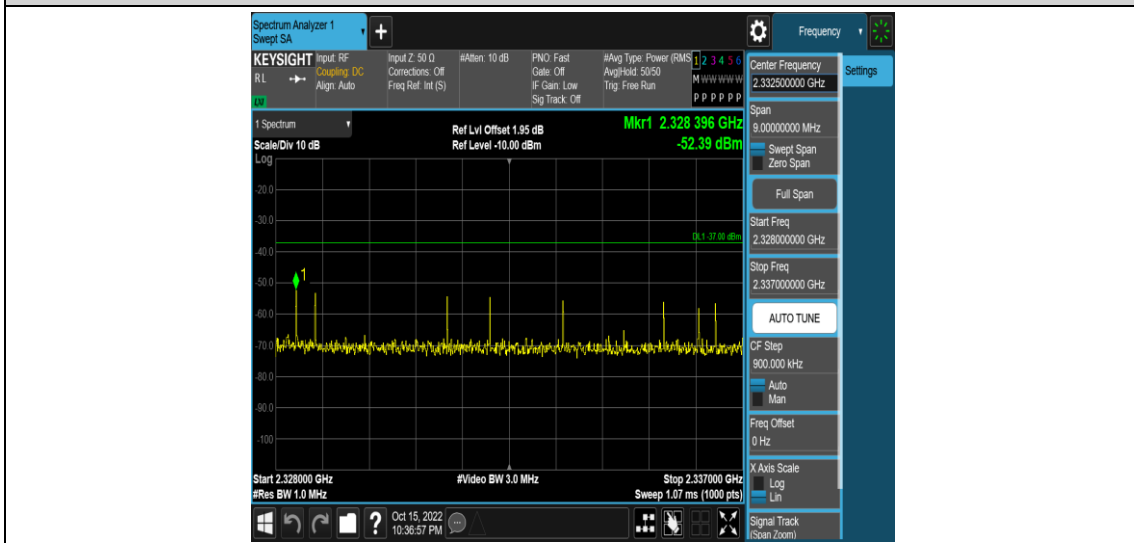 Spectrum Analyzer 1
Swept SA
+
Frequency
KEYSIGHT
RL
LXI
Input: RF
Coupling: DC
Align: Auto
Input Z: 50 Ω
Corrections: Off
Freq Ref: Int (S)
#Atten: 10 dB
PNO: Fast
Gate: Off
IF Gain: Low
Sig Track: Off
#Avg Type: Power (RMS
Avg|Hold: 50/50
Trig: Free Run
1 2 3 4 5 6
M W W W W W
P P P P P P
1 Spectrum
Scale/Div 10 dB
Ref Lvl Offset 1.95 dB
Ref Level -10.00 dBm
Mkr1 2.328 396 GHz
-52.39 dBm
Log
-20.0
-30.0
DL1 -37.00 dBm
-40.0
1
-50.0
-60.0
-70.0
-80.0
-90.0
-100
Start 2.328000 GHz
#Res BW 1.0 MHz
#Video BW 3.0 MHz
Stop 2.337000 GHz
Sweep 1.07 ms (1000 pts)
Center Frequency
2.332500000 GHz
Settings
Span
9.00000000 MHz
Swept Span
Zero Span
Full Span
Start Freq
2.328000000 GHz
Stop Freq
2.337000000 GHz
AUTO TUNE
CF Step
900.000 kHz
Auto
Man
Freq Offset
0 Hz
X Axis Scale
Log
Lin
Signal Track
(Span Zoom)
?
Oct 15, 2022
10:36:57 PM